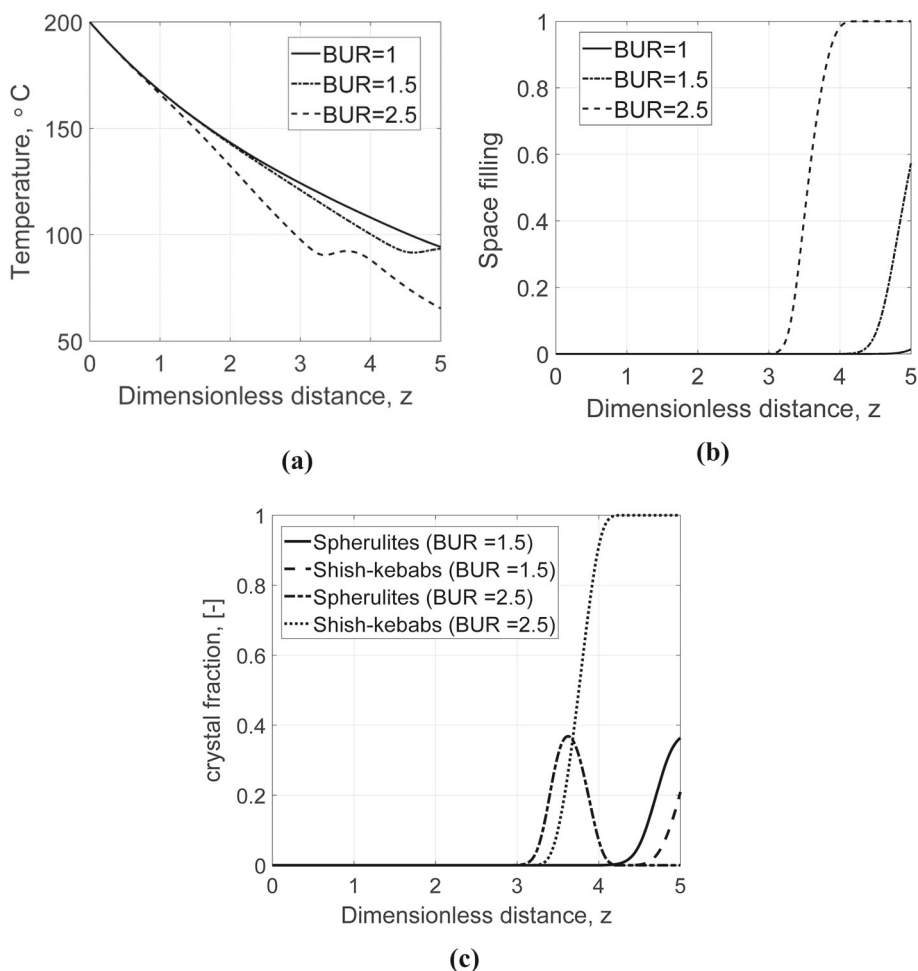 200
150
100
50
Temperature, ° C
BUR=1
BUR=1.5
BUR=2.5
0 1 2 3 4 5
Dimensionless distance, z
(a)
1
0.8
0.6
0.4
0.2
0
Space filling
BUR=1
BUR=1.5
BUR=2.5
0 1 2 3 4 5
Dimensionless distance, z
(b)
1
0.8
0.6
0.4
0.2
0
crystal fraction, [-]
Spherulites (BUR =1.5)
Shish-kebabs (BUR =1.5)
Spherulites (BUR =2.5)
Shish-kebabs (BUR =2.5)
0 1 2 3 4 5
Dimensionless distance, z
(c)